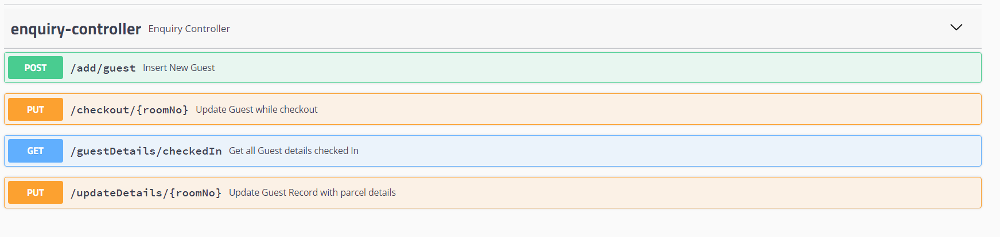 enquiry-controller Enquiry Controller
POST /add/guest Insert New Guest
PUT /checkout/{roomNo} Update Guest while checkout
GET /guestDetails/checkedIn Get all Guest details checked In
PUT /updateDetails/{roomNo} Update Guest Record with parcel details